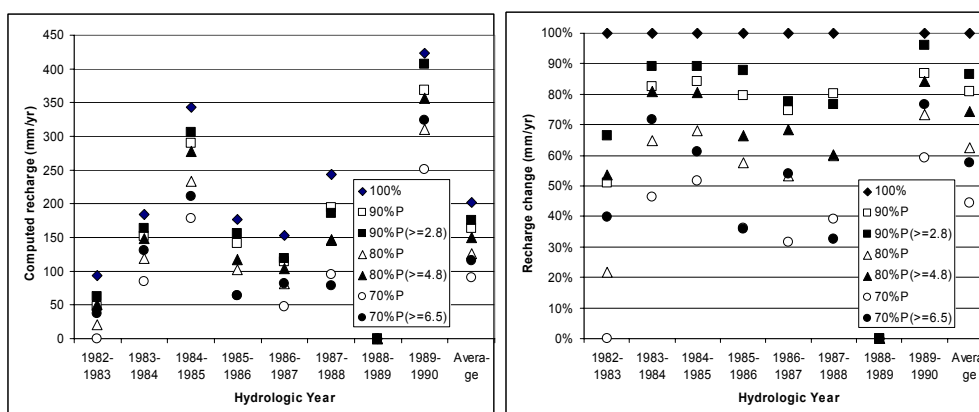 450
400
350
300
250
200
150
100
50
0
Computed recharge (mm/yr)
100%
90%P
90%P(>=2.8)
80%P
80%P(>=4.8)
70%P
70%P(>=6.5)
1982- 1983- 1984- 1985- 1986- 1987- 1988- 1989- Avera-
1983 1984 1985 1986 1987 1988 1989 1990 ge
Hydrologic Year
100%
90%
80%
70%
60%
50%
40%
30%
20%
10%
0%
Recharge change (mm/yr)
100%
90%P
90%P(>=2.8)
80%P
80%P(>=4.8)
70%P
70%P(>=6.5)
1982- 1983- 1984- 1985- 1986- 1987- 1988- 1989- Avera-
1983 1984 1985 1986 1987 1988 1989 1990 ge
Hydrologic Year